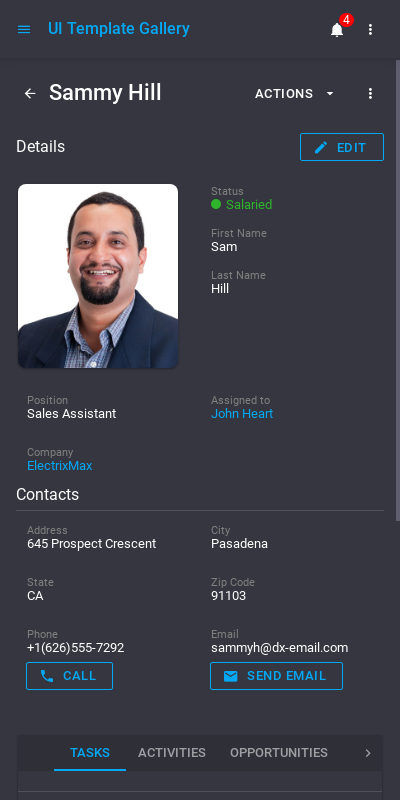 UI Template Gallery
4
Sammy Hill
ACTIONS
Details
EDIT
Status
Salaried
First Name
Sam
Last Name
Hill
Position
Sales Assistant
Assigned to
John Heart
Company
ElectrixMax
Contacts
Address
645 Prospect Crescent
City
Pasadena
State
CA
Zip Code
91103
Phone
+1(626)555-7292
Email
sammyh@dx-email.com
CALL
SEND EMAIL
TASKS
ACTIVITIES
OPPORTUNITIES